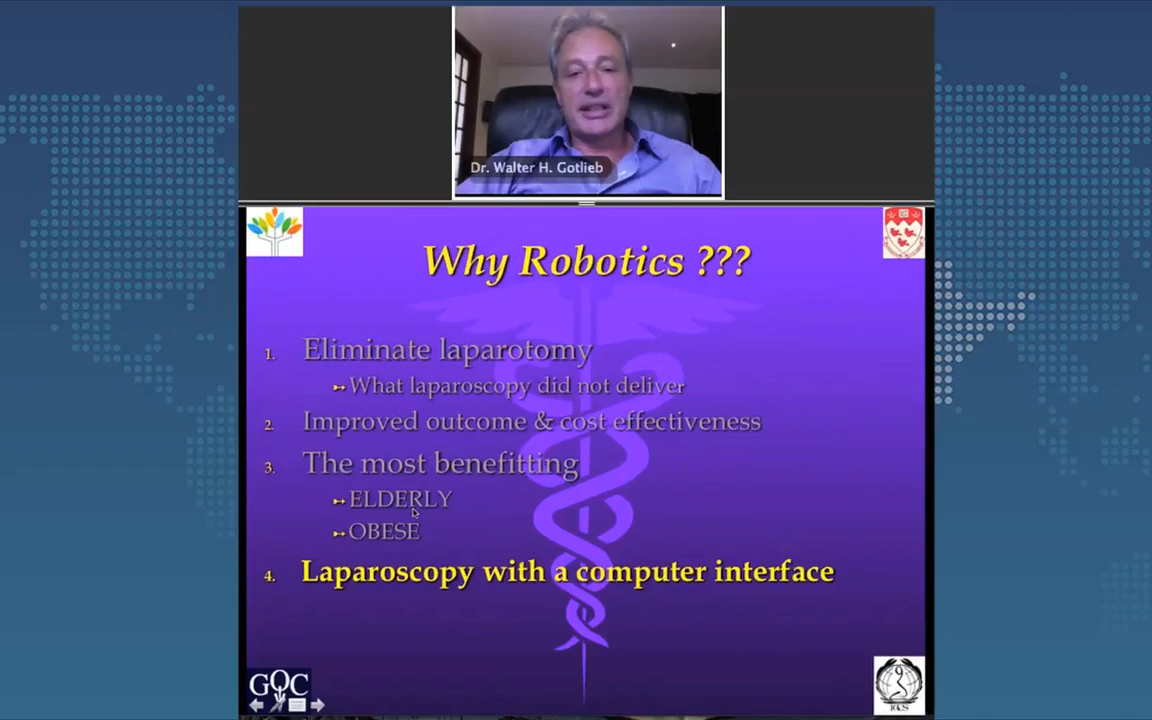 Dr. Walter H. Gotlieb
Why Robotics ???
1. Eliminate laparotomy
What laparoscopy did not deliver
2. Improved outcome & cost effectiveness
3. The most benefitting
ELDERLY
OBESE
4. Laparoscopy with a computer interface
GOC